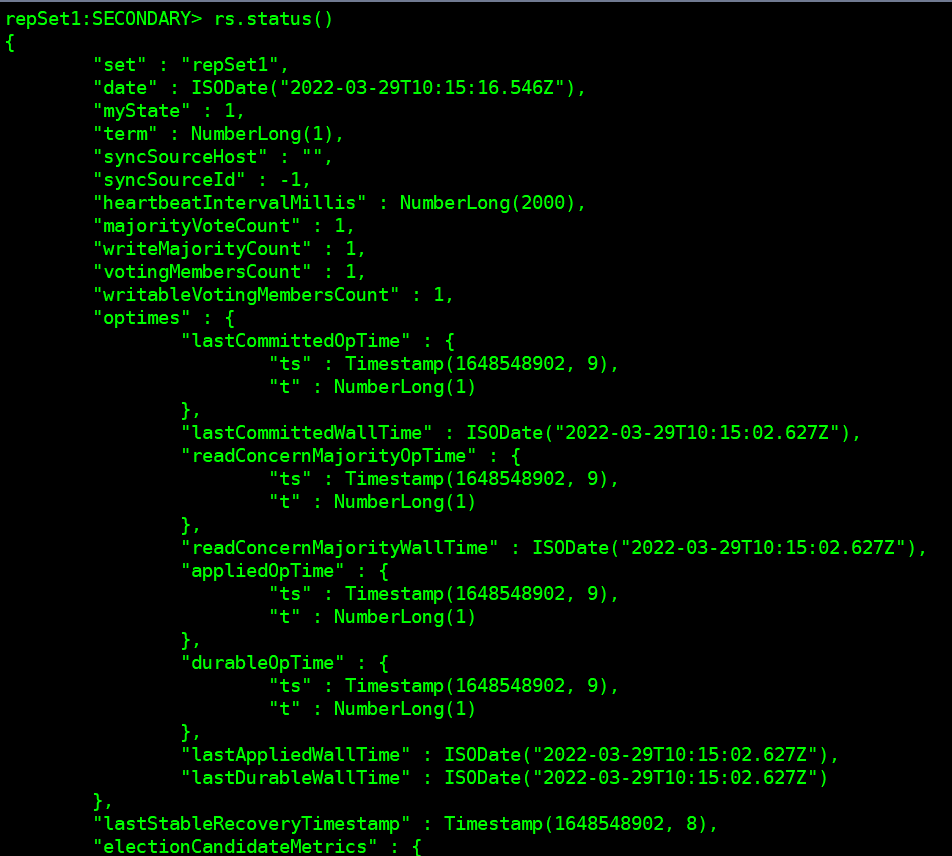 repSet1:SECONDARY> rs.status()
{
        "set" : "repSet1",
        "date" : ISODate("2022-03-29T10:15:16.546Z"),
        "myState" : 1,
        "term" : NumberLong(1),
        "syncSourceHost" : "",
        "syncSourceId" : -1,
        "heartbeatIntervalMillis" : NumberLong(2000),
        "majorityVoteCount" : 1,
        "writeMajorityCount" : 1,
        "votingMembersCount" : 1,
        "writableVotingMembersCount" : 1,
        "optimes" : {
                "lastCommittedOpTime" : {
                        "ts" : Timestamp(1648548902, 9),
                        "t" : NumberLong(1)
                },
                "lastCommittedWallTime" : ISODate("2022-03-29T10:15:02.627Z"),
                "readConcernMajorityOpTime" : {
                        "ts" : Timestamp(1648548902, 9),
                        "t" : NumberLong(1)
                },
                "readConcernMajorityWallTime" : ISODate("2022-03-29T10:15:02.627Z"),
                "appliedOpTime" : {
                        "ts" : Timestamp(1648548902, 9),
                        "t" : NumberLong(1)
                },
                "durableOpTime" : {
                        "ts" : Timestamp(1648548902, 9),
                        "t" : NumberLong(1)
                },
                "lastAppliedWallTime" : ISODate("2022-03-29T10:15:02.627Z"),
                "lastDurableWallTime" : ISODate("2022-03-29T10:15:02.627Z")
        },
        "lastStableRecoveryTimestamp" : Timestamp(1648548902, 8),
        "electionCandidateMetrics" : {